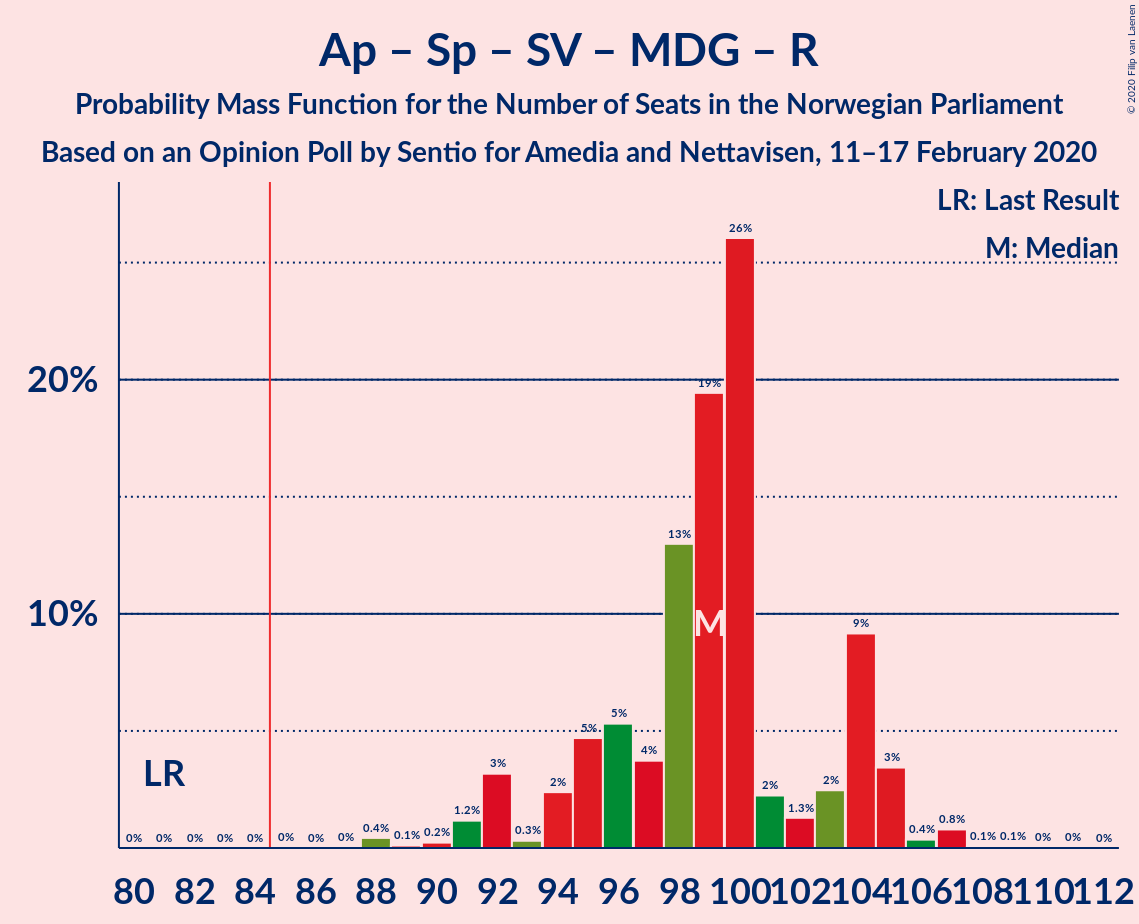 Ap – Sp – SV – MDG – R
Probability Mass Function for the Number of Seats in the Norwegian Parliament
Based on an Opinion Poll by Sentio for Amedia and Nettavisen, 11–17 February 2020
© 2020 Filip van Laenen
LR: Last Result
M: Median
20%
10%
LR
M
0% 0% 0% 0% 0% 0% 0% 0% 0.4% 0.1% 0.2% 1.2% 3% 0.3% 2% 5% 5% 4% 13% 19% 26% 2% 1.3% 2% 9% 3% 0.4% 0.8% 0.1% 0.1% 0% 0% 0%
80 82 84 86 88 90 92 94 96 98 100 102 104 106 108 110 112